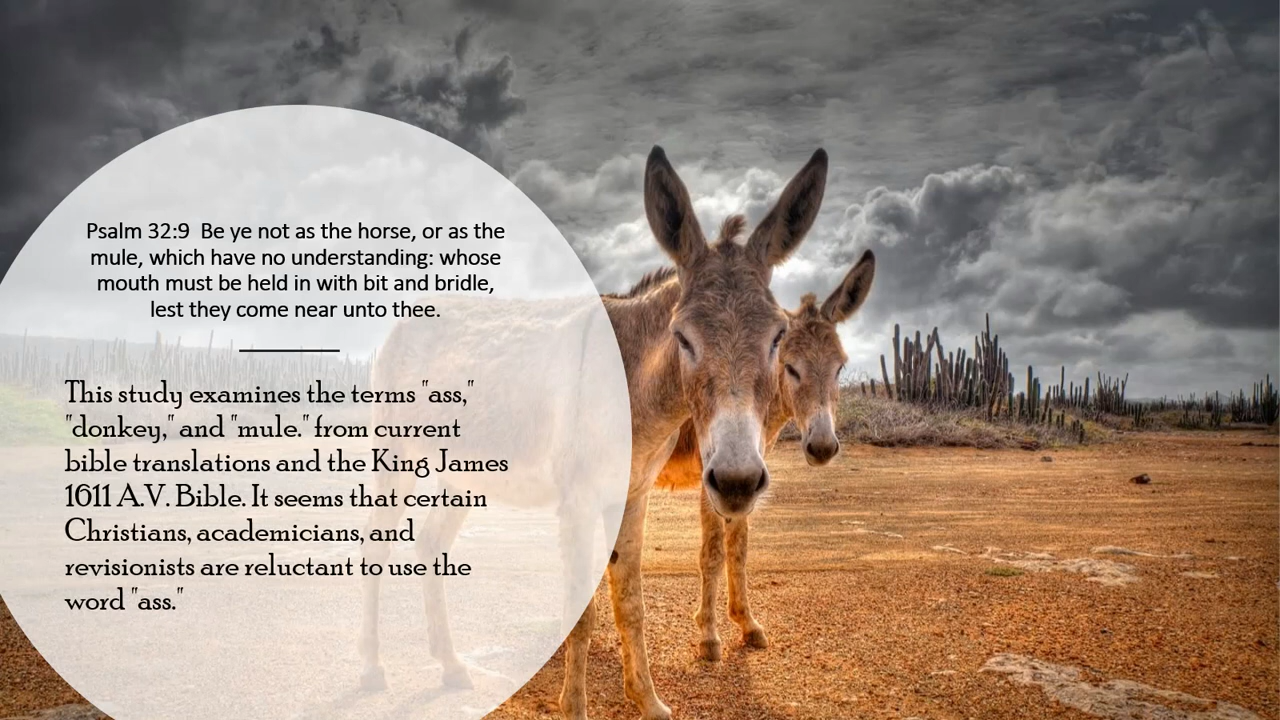 Psalm 32:9  Be ye not as the horse, or as the
mule, which have no understanding: whose
mouth must be held in with bit and bridle,
lest they come near unto thee.
This study examines the terms "ass,"
"donkey," and "mule." from current
bible translations and the King James
1611 A.V. Bible. It seems that certain
Christians, academicians, and
revisionists are reluctant to use the
word "ass."